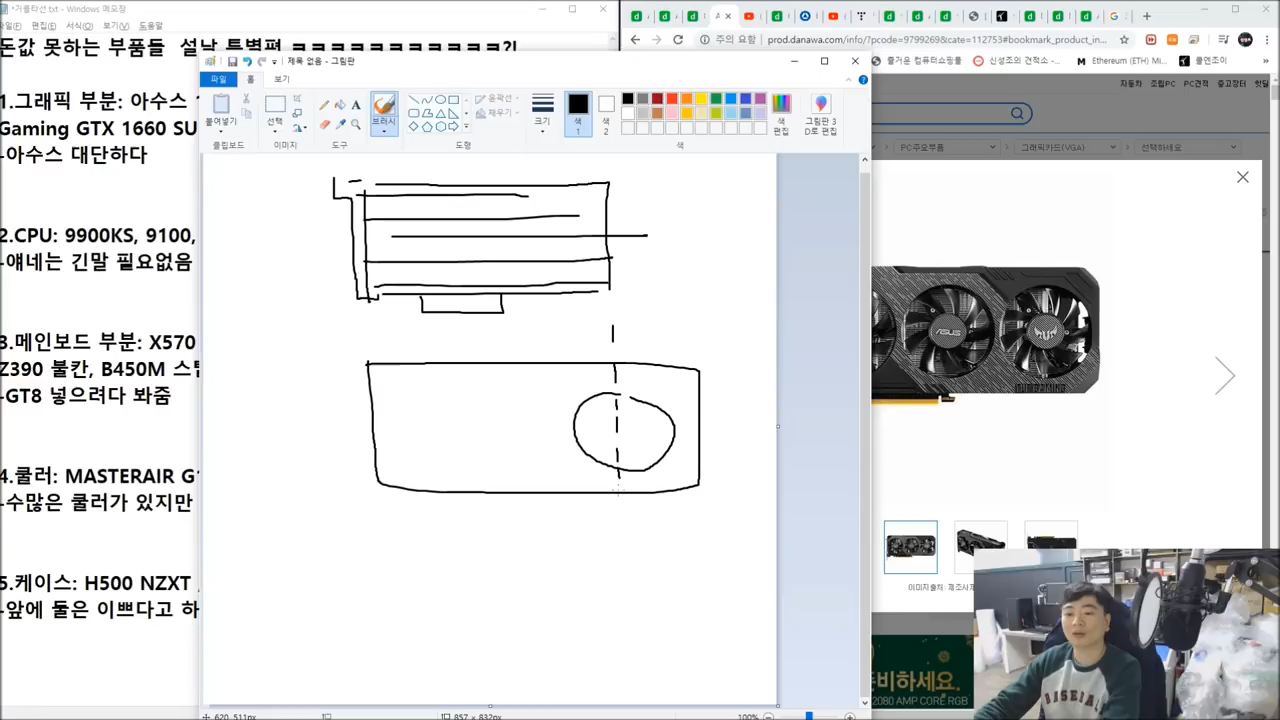 *거를타선.txt - Windows 메모장
파일(F) 편집(E) 서식(O) 보기(V) 도움말
돈값 못하는 부품들 설날 특별편 ㅋㅋㅋㅋㅋㅋㅋㅋㅋㅋㅋ?!
1.그래픽 부분: 아수스
Gaming GTX 1660 SU
-아수스 대단하다
2.CPU: 9900KS, 9100,
-얘네는 긴말 필요없음
3.메인보드 부분: X570
Z390 불칸, B450M 스틸
-GT8 넣으려다 봐줌
4.쿨러: MASTERAIR G1
-수많은 쿨러가 있지만
5.케이스: H500 NZXT
-앞에 둘은 이쁘다고 하
제목 없음 - 그림판
파일 홈 보기
붙여넣기
선택
브러시
윤곽선
채우기
크기
색
1
색
2
색
편집
그림판 3
D로 편집
클립보드 이미지 도구 도형 색
620, 511px
857 × 832px
100%
주의 요함 prod.danawa.com/info/?pcode=9799269&cate=112753#bookmark_product_in...
즐거운 컴퓨터쇼핑몰 신성조의 견적소 -... Ethereum (ETH) Mi... 쿨엔조이
자동차 조립PC PC견적 중고장터 헛딜
PC주요부품 그래픽카드(VGA) 선택하세요
ASUS
이미지출처: 제조사제
비하세요.
2080 AMP CORE RGB